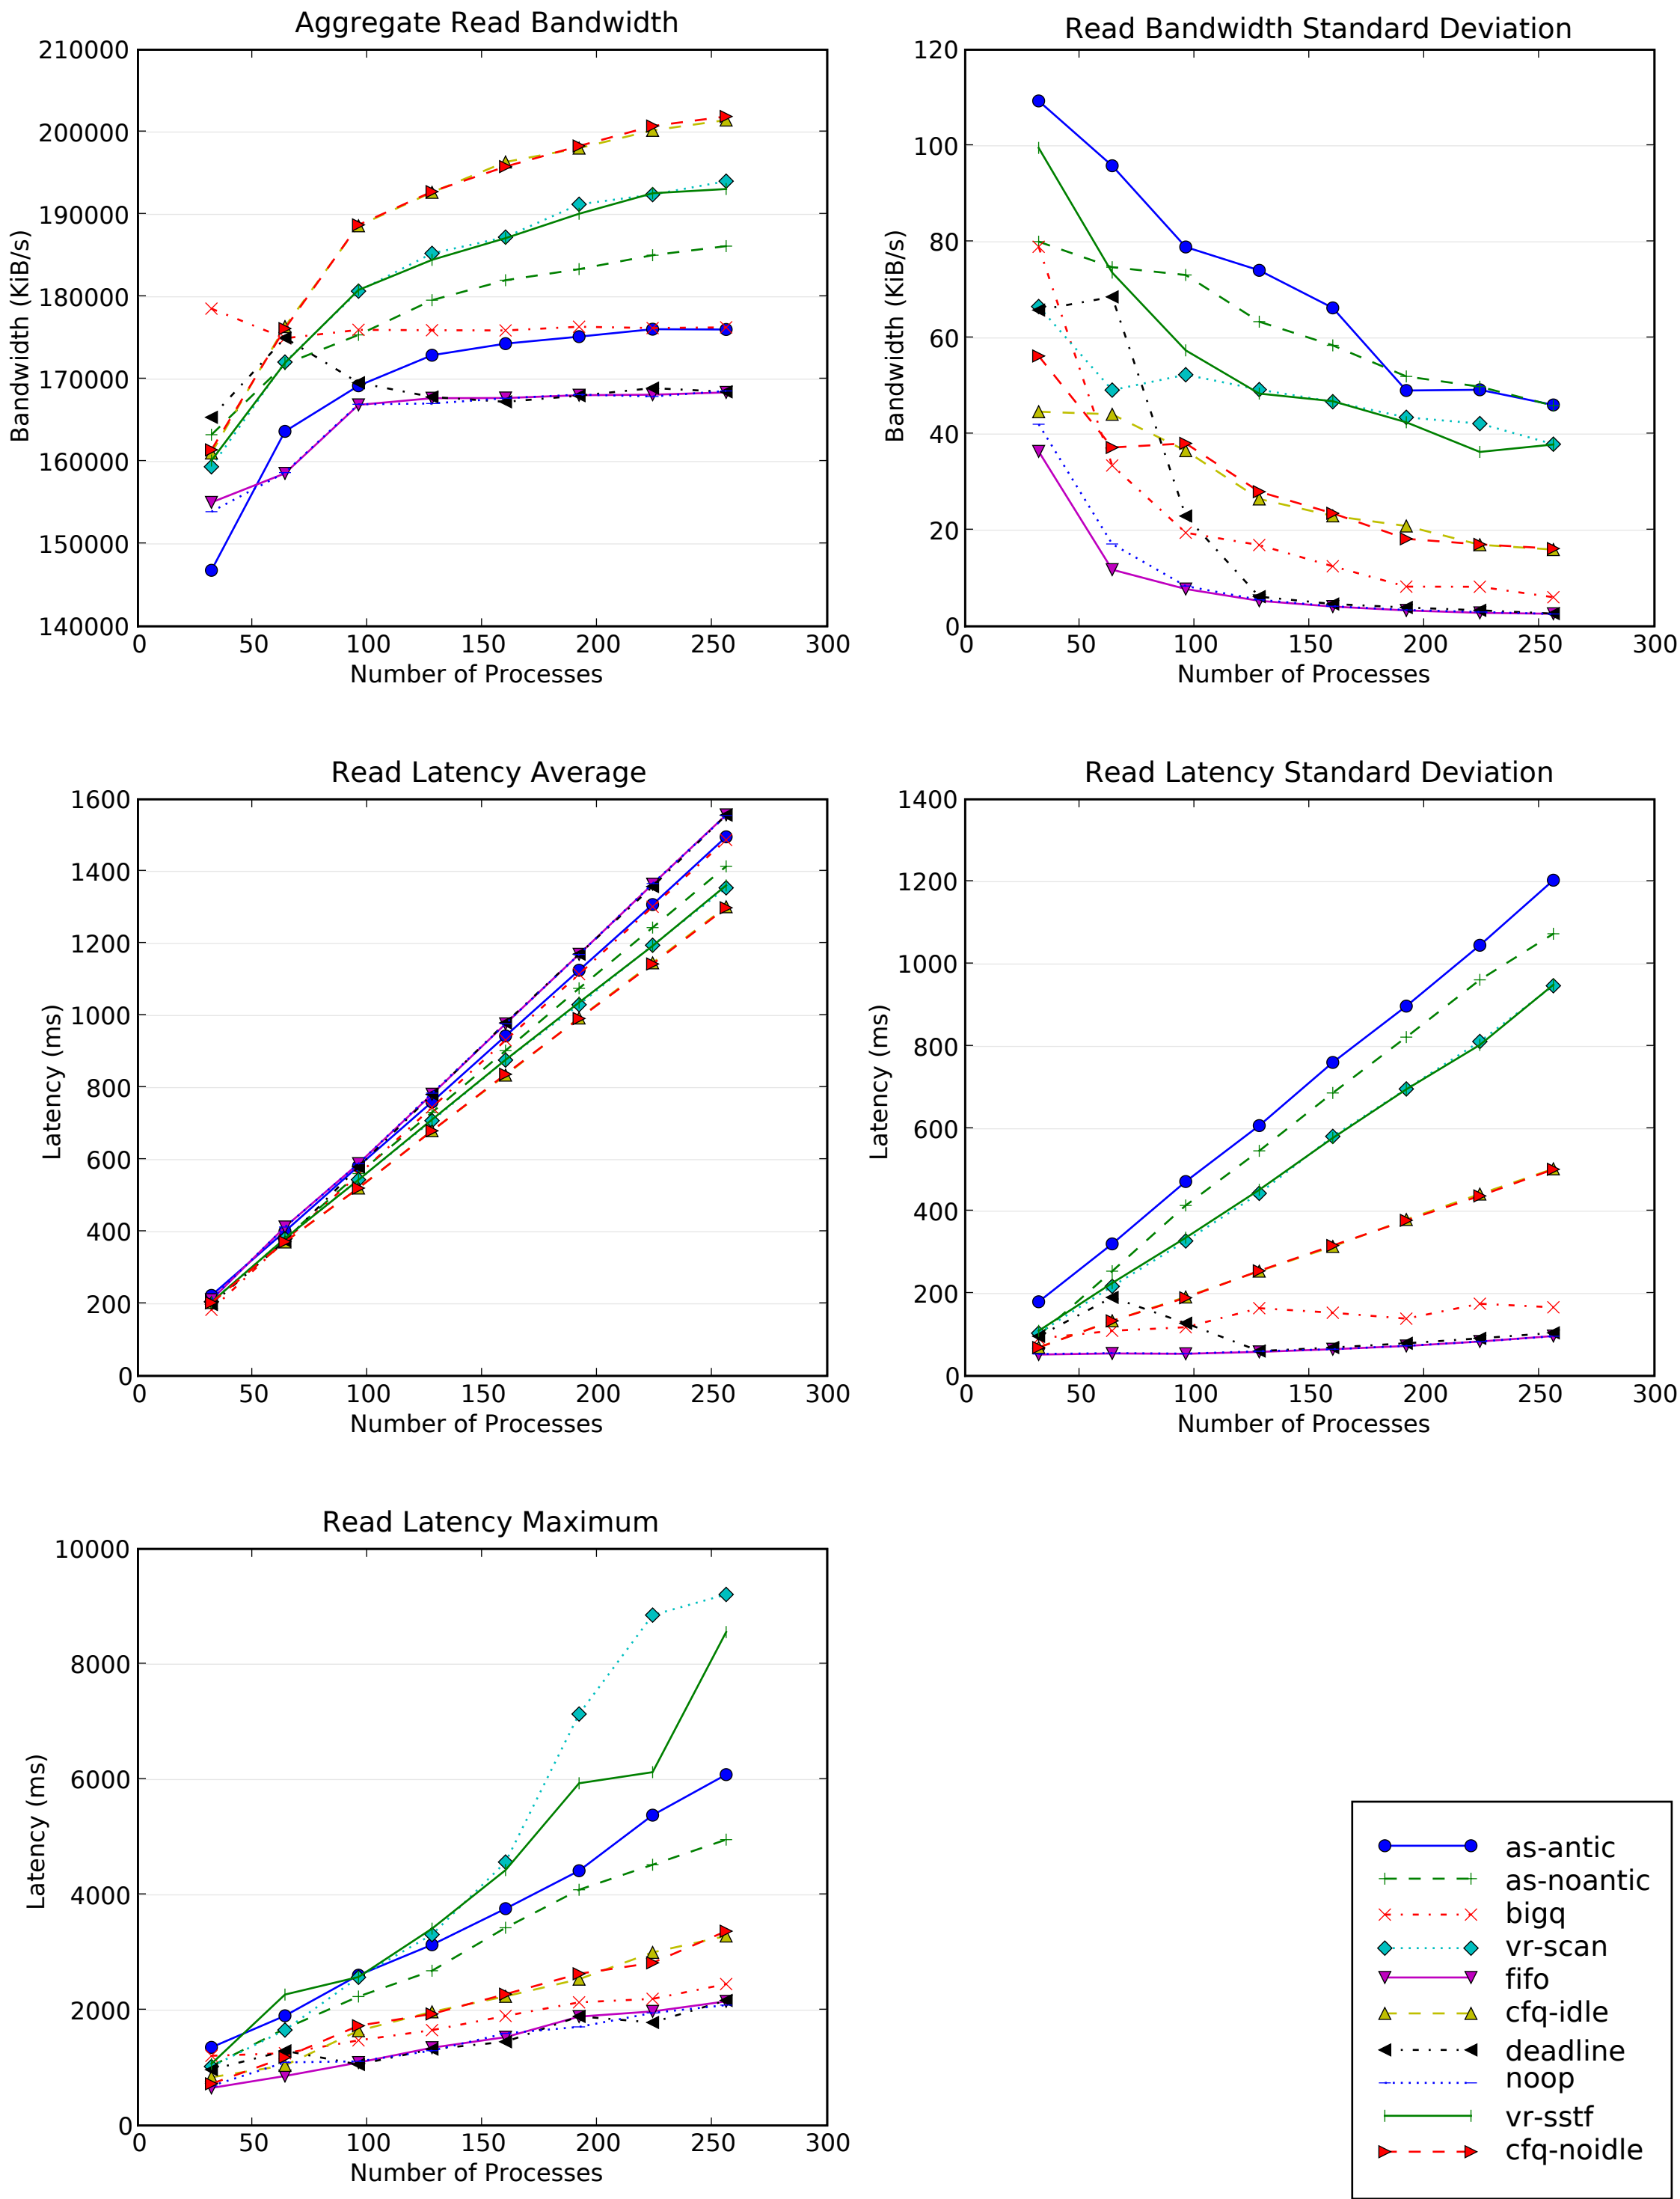 Aggregate Read Bandwidth
210000
200000
190000
180000
170000
160000
150000
140000
Bandwidth (KiB/s)
0 50 100 150 200 250 300
Number of Processes
Read Bandwidth Standard Deviation
120
100
80
60
40
20
0
Bandwidth (KiB/s)
0 50 100 150 200 250 300
Number of Processes
Read Latency Average
1600
1400
1200
1000
800
600
400
200
0
Latency (ms)
0 50 100 150 200 250 300
Number of Processes
Read Latency Standard Deviation
1400
1200
1000
800
600
400
200
0
Latency (ms)
0 50 100 150 200 250 300
Number of Processes
Read Latency Maximum
10000
8000
6000
4000
2000
0
Latency (ms)
0 50 100 150 200 250 300
Number of Processes
as-antic
as-noantic
bigq
vr-scan
fifo
cfq-idle
deadline
noop
vr-sstf
cfq-noidle